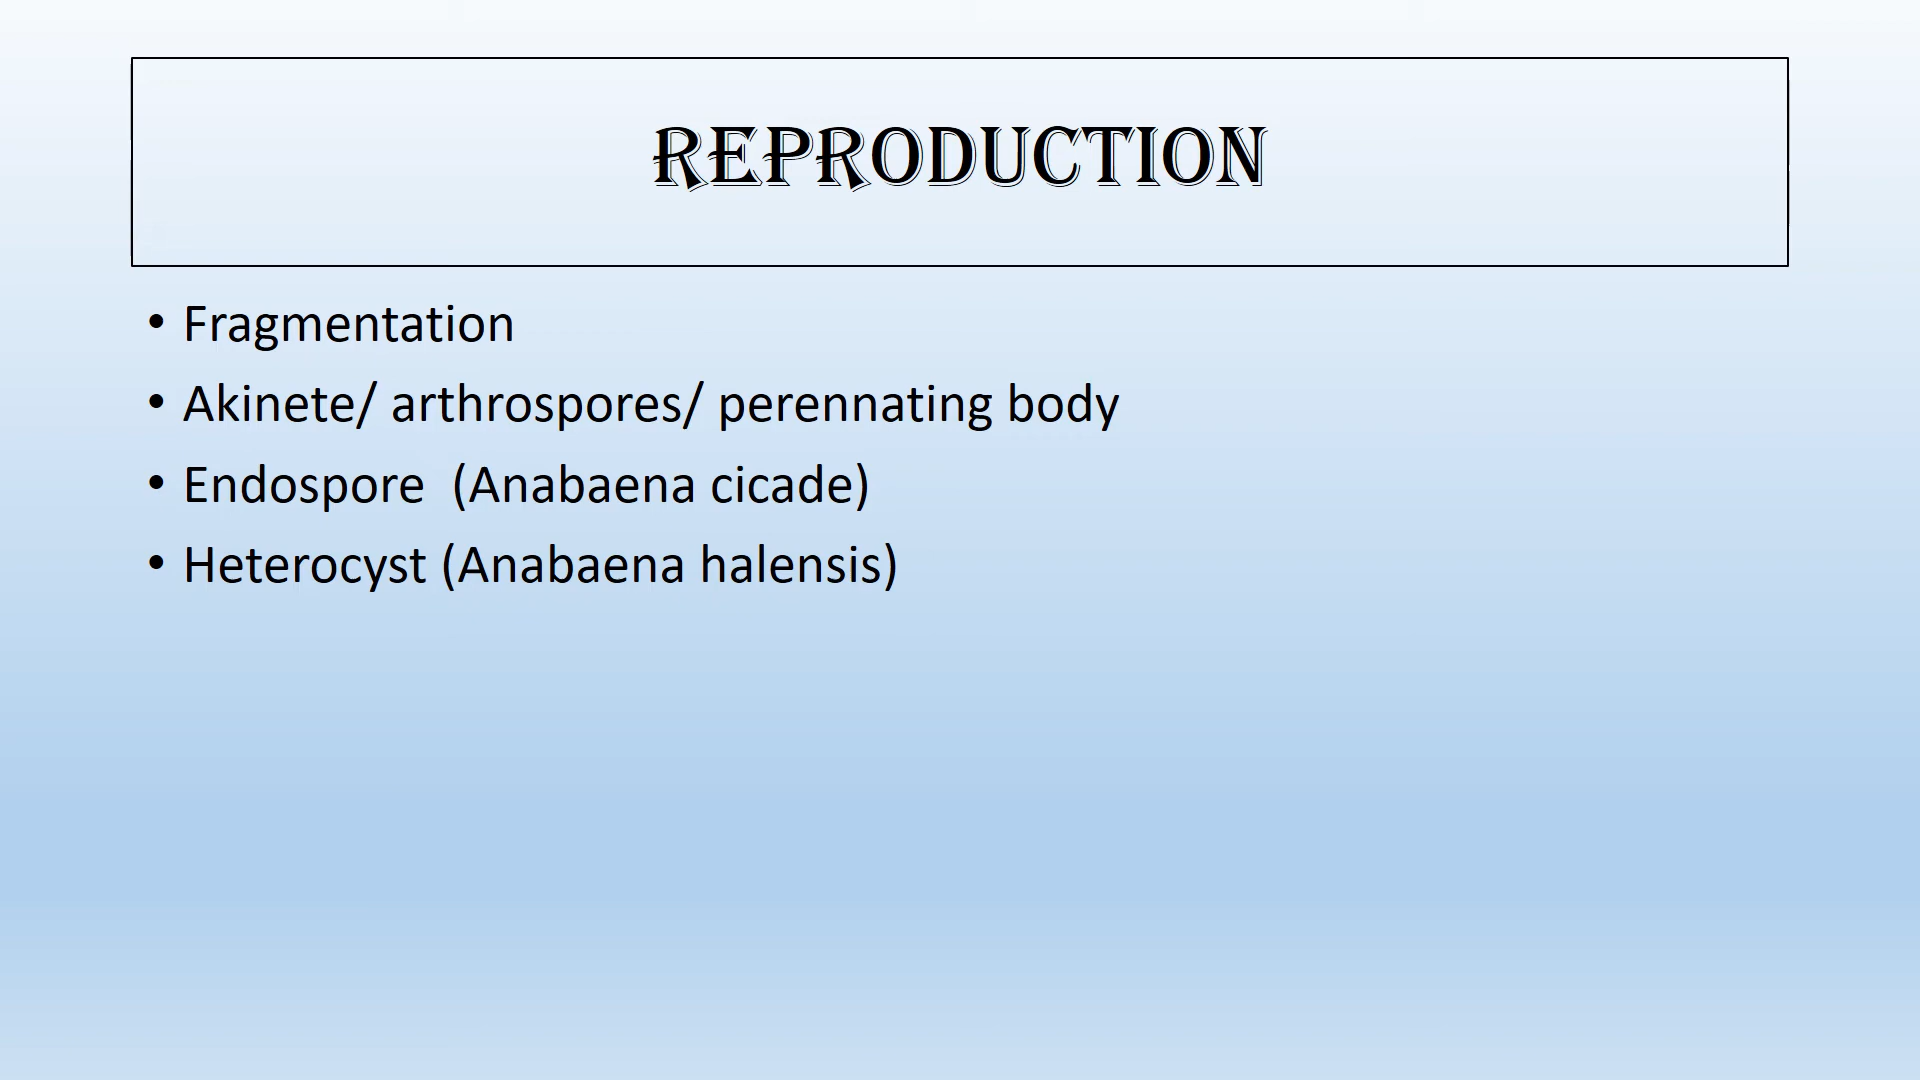 REPRODUCTION
• Fragmentation
• Akinete/ arthrospores/ perennating body
• Endospore  (Anabaena cicade)
• Heterocyst (Anabaena halensis)